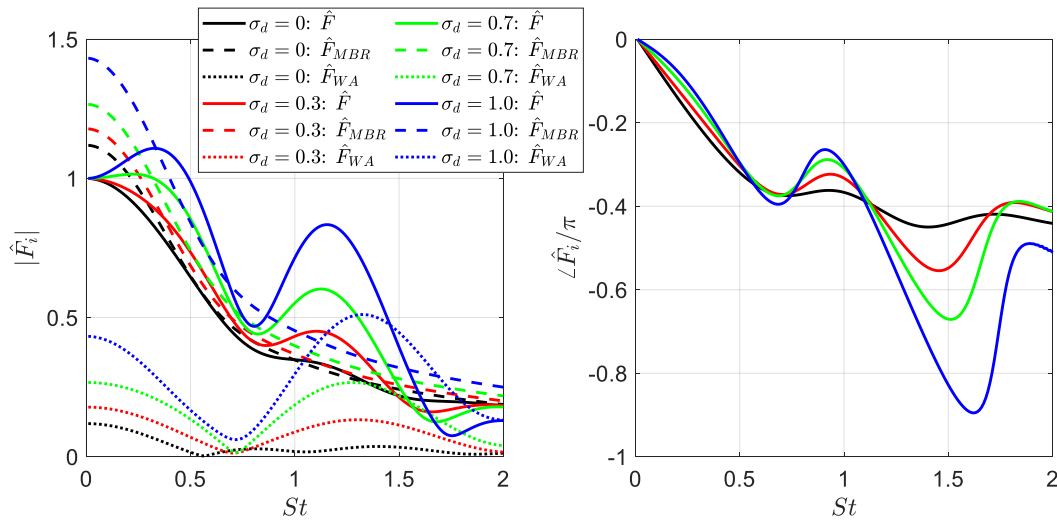 σ_d = 0: F̂ σ_d = 0.7: F̂
σ_d = 0: F̂_MBR σ_d = 0.7: F̂_MBR
σ_d = 0: F̂_WA σ_d = 0.7: F̂_WA
σ_d = 0.3: F̂ σ_d = 1.0: F̂
σ_d = 0.3: F̂_MBR σ_d = 1.0: F̂_MBR
σ_d = 0.3: F̂_WA σ_d = 1.0: F̂_WA
1.5
1
0.5
0
|F̂_i|
0 0.5 1 1.5 2
St
0
-0.2
-0.4
-0.6
-0.8
-1
∠F̂_i/π
0 0.5 1 1.5 2
St